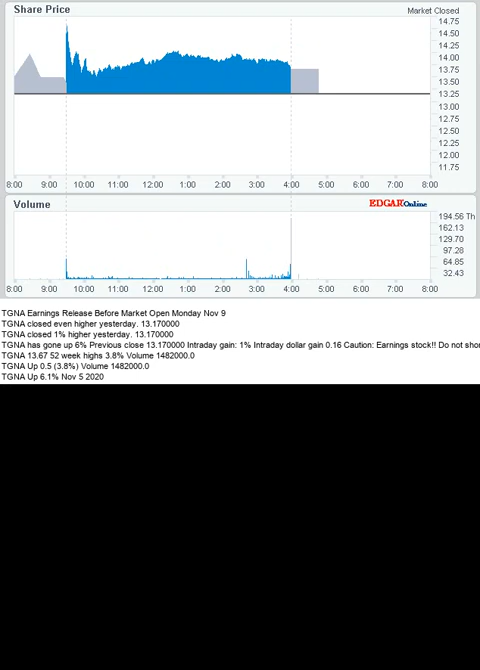 Share Price
Market Closed
14.75
14.50
14.25
14.00
13.75
13.50
13.25
13.00
12.75
12.50
12.25
12.00
11.75
8:00 9:00 10:00 11:00 12:00 1:00 2:00 3:00 4:00 5:00 6:00 7:00 8:00
Volume
EDGAR Online
194.56 Th
162.13
129.70
97.28
64.85
32.43
8:00 9:00 10:00 11:00 12:00 1:00 2:00 3:00 4:00 5:00 6:00 7:00 8:00
TGNA Earnings Release Before Market Open Monday Nov 9
TGNA closed even higher yesterday. 13.170000
TGNA closed 1% higher yesterday. 13.170000
TGNA has gone up 6% Previous close 13.170000 Intraday gain: 1% Intraday dollar gain 0.16 Caution: Earnings stock!! Do not shor
TGNA 13.67 52 week highs 3.8% Volume 1482000.0
TGNA Up 0.5 (3.8%) Volume 1482000.0
TGNA Up 6.1% Nov 5 2020